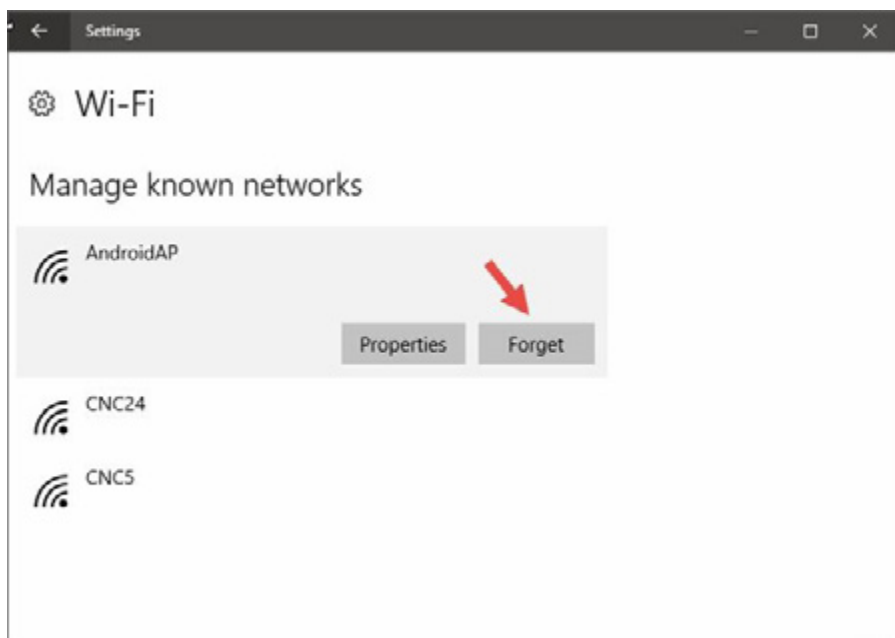 Settings
Wi-Fi
Manage known networks
AndroidAP
Properties Forget
CNC24
CNC5